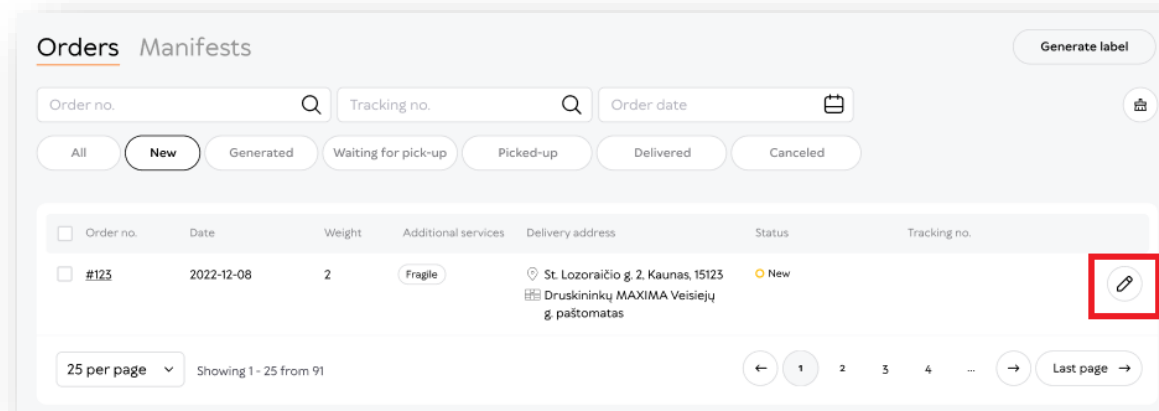 Orders Manifests Generate label
Order no. Tracking no. Order date
All New Generated Waiting for pick-up Picked-up Delivered Canceled
Order no. Date Weight Additional services Delivery address Status Tracking no.
#123 2022-12-08 2 Fragile St. Lozoraičio g. 2, Kaunas, 15123 New
Druskininkų MAXIMA Veisiejų
g. paštomatas
25 per page Showing 1 - 25 from 91 ← 1 2 3 4 ... → Last page →